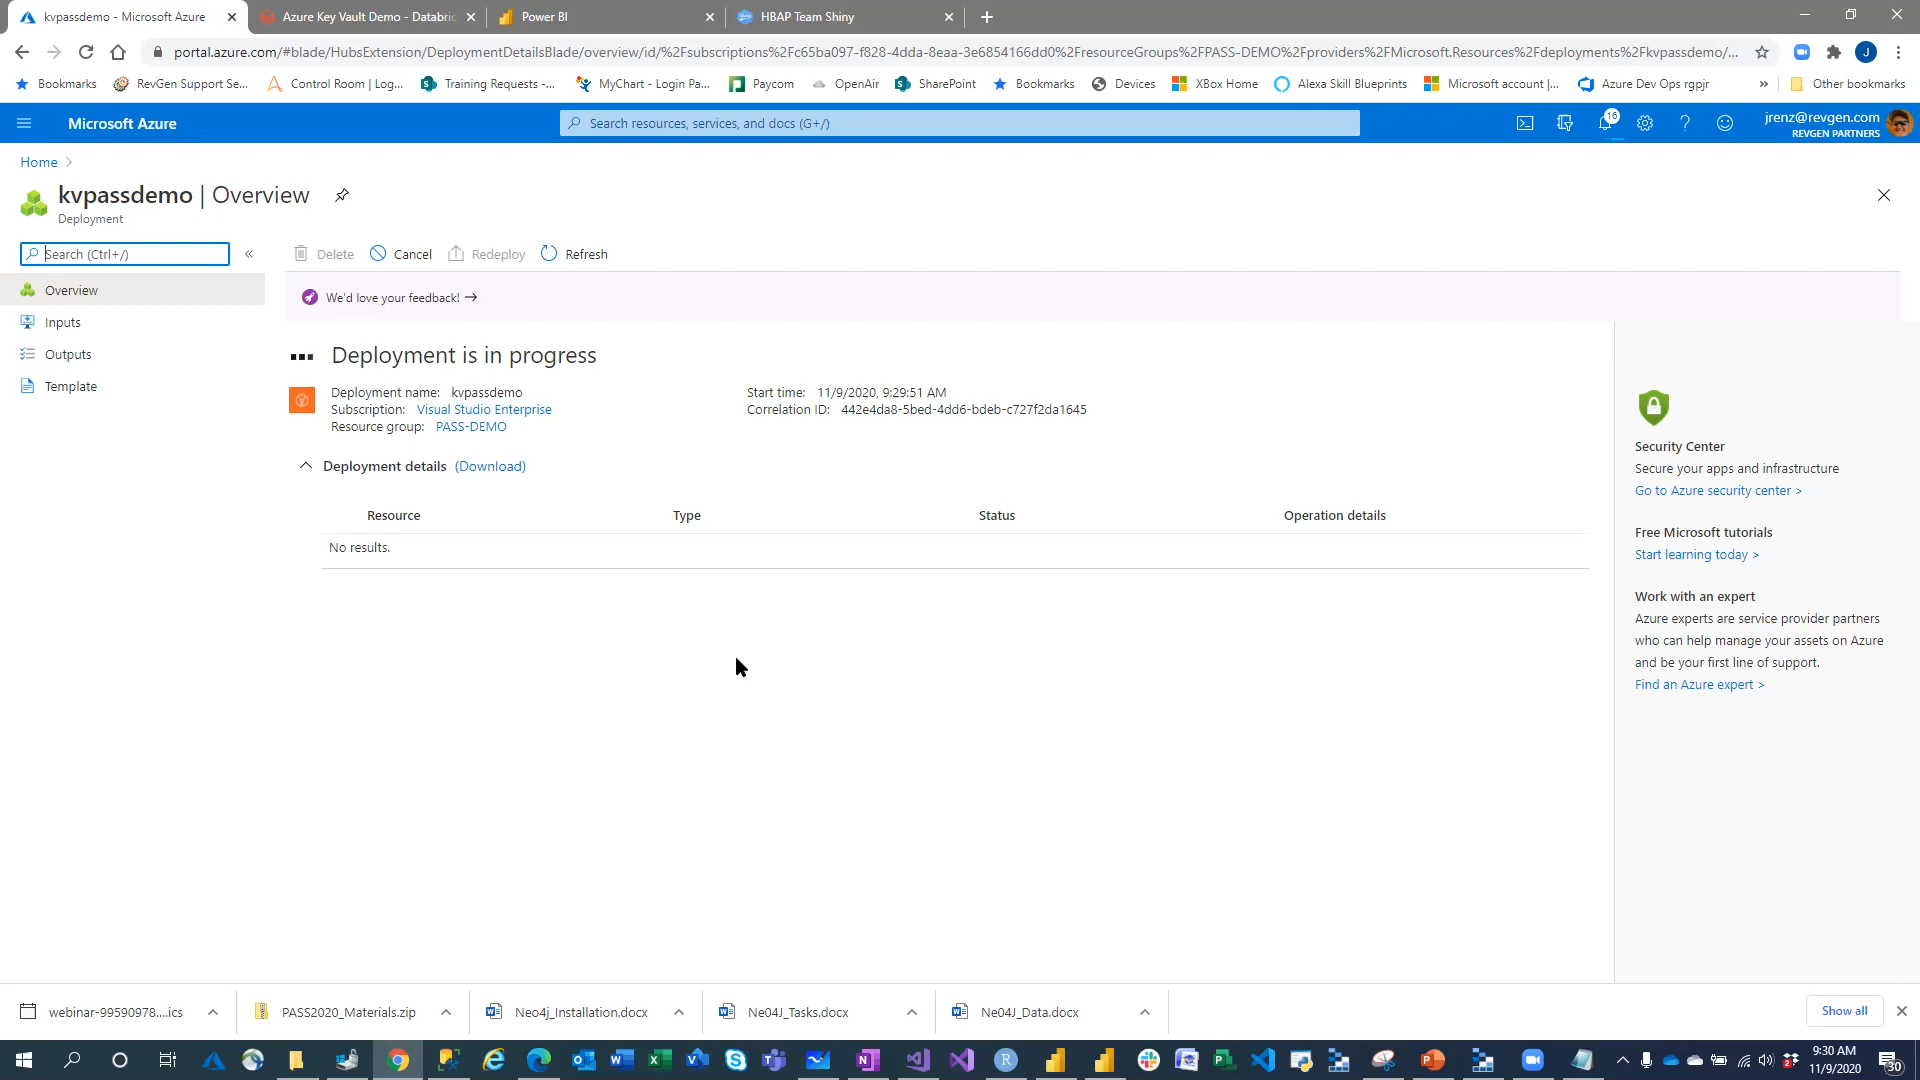 kvpassdemo - Microsoft Azure
Azure Key Vault Demo - Databric
Power BI
HBAP Team Shiny
portal.azure.com/#blade/HubsExtension/DeploymentDetailsBlade/overview/id/%2Fsubscriptions%2Fc65ba097-f828-4dda-8eaa-3e6854166dd0%2FresourceGroups%2FPASS-DEMO%2Fproviders%2FMicrosoft.Resources%2Fdeployments%2Fkvpassdemo/...
J
Bookmarks
RevGen Support Se...
Control Room | Log...
Training Requests -...
MyChart - Login Pa...
Paycom
OpenAir
SharePoint
Bookmarks
Devices
XBox Home
Alexa Skill Blueprints
Microsoft account |...
Azure Dev Ops rgpjr
»
Other bookmarks
Microsoft Azure
Search resources, services, and docs (G+/)
16
jrenz@revgen.com
REVGEN PARTNERS
Home >
kvpassdemo | Overview
Deployment
Search (Ctrl+/)
«
Delete
Cancel
Redeploy
Refresh
Overview
Inputs
Outputs
Template
We'd love your feedback! →
Deployment is in progress
Deployment name: kvpassdemo
Subscription: Visual Studio Enterprise
Resource group: PASS-DEMO
Start time: 11/9/2020, 9:29:51 AM
Correlation ID: 442e4da8-5bed-4dd6-bdeb-c727f2da1645
Deployment details (Download)
Resource
Type
Status
Operation details
No results.
Security Center
Secure your apps and infrastructure
Go to Azure security center >
Free Microsoft tutorials
Start learning today >
Work with an expert
Azure experts are service provider partners
who can help manage your assets on Azure
and be your first line of support.
Find an Azure expert >
webinar-99590978....ics
PASS2020_Materials.zip
Neo4j_Installation.docx
Ne04J_Tasks.docx
Ne04J_Data.docx
Show all
9:30 AM
11/9/2020
30